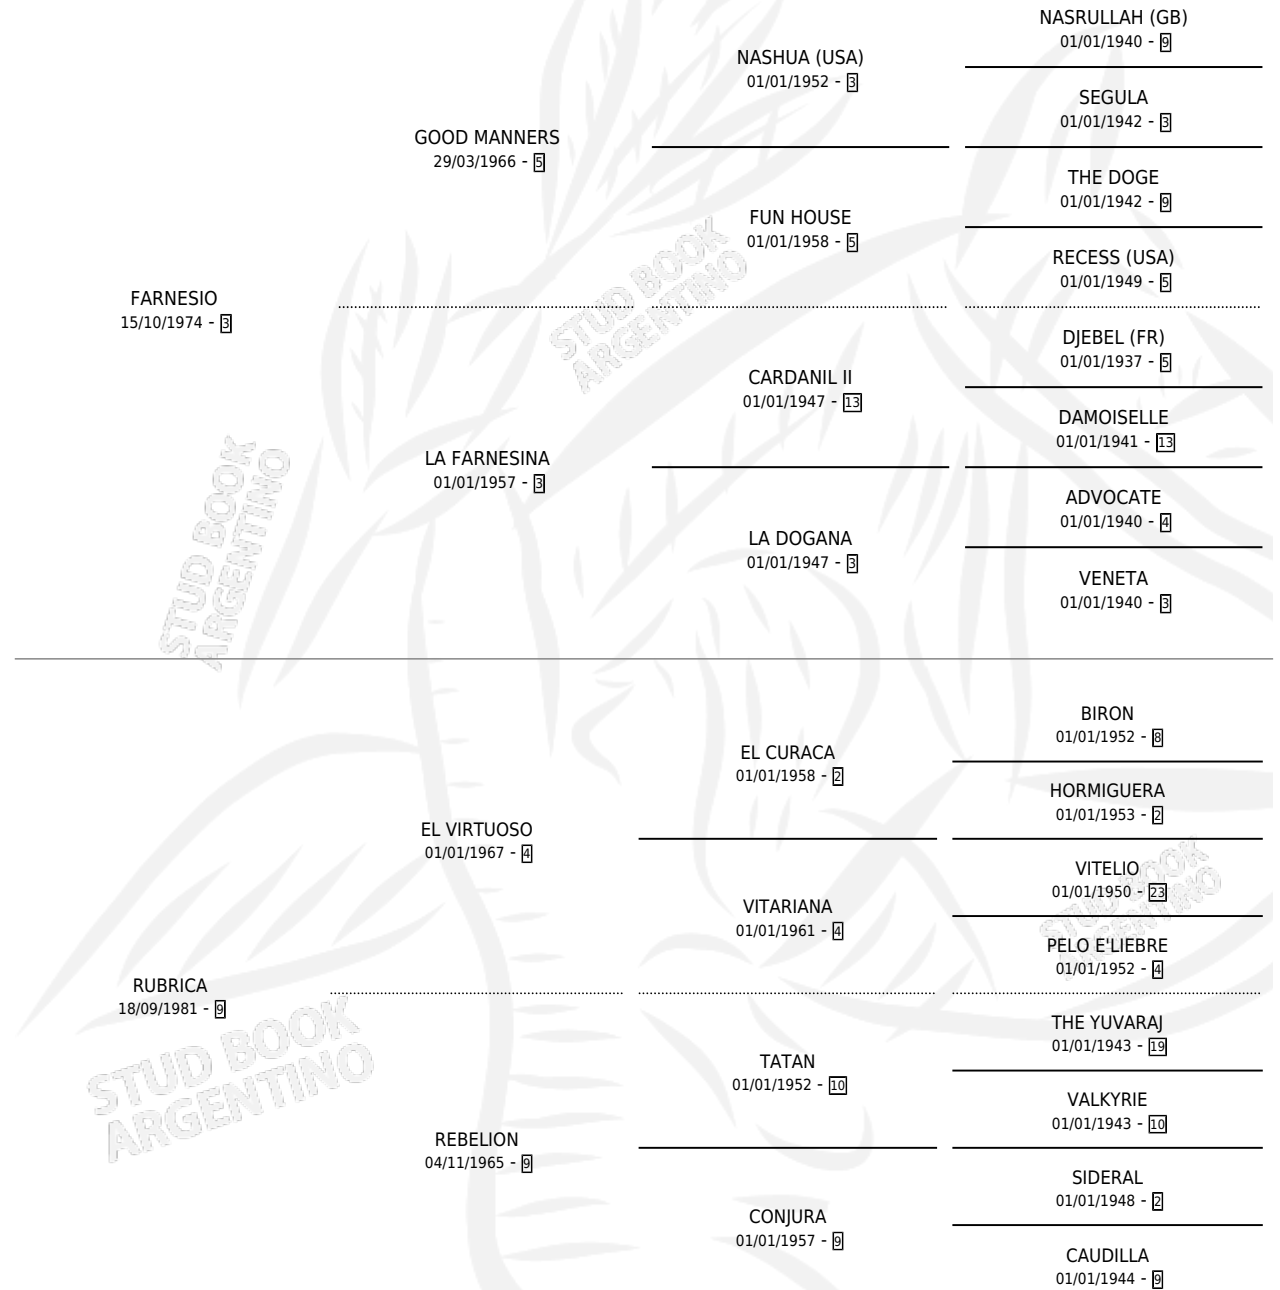 NASRULLAH (GB)
01/01/1940 - 9
NASHUA (USA)
01/01/1952 - 3
SEGULA
01/01/1942 - 3
GOOD MANNERS
29/03/1966 - 5
THE DOGE
01/01/1942 - 9
FUN HOUSE
01/01/1958 - 5
RECESS (USA)
01/01/1949 - 5
FARNESIO
15/10/1974 - 3
DJEBEL (FR)
01/01/1937 - 5
CARDANIL II
01/01/1947 - 13
DAMOISELLE
01/01/1941 - 13
LA FARNESINA
01/01/1957 - 3
ADVOCATE
01/01/1940 - 4
LA DOGANA
01/01/1947 - 3
VENETA
01/01/1940 - 3
BIRON
01/01/1952 - 8
EL CURACA
01/01/1958 - 2
HORMIGUERA
01/01/1953 - 2
EL VIRTUOSO
01/01/1967 - 4
VITELIO
01/01/1950 - 23
VITARIANA
01/01/1961 - 4
PELO E'LIEBRE
01/01/1952 - 4
RUBRICA
18/09/1981 - 9
THE YUVARAJ
01/01/1943 - 19
TATAN
01/01/1952 - 10
VALKYRIE
01/01/1943 - 10
REBELION
04/11/1965 - 9
SIDERAL
01/01/1948 - 2
CONJURA
01/01/1957 - 9
CAUDILLA
01/01/1944 - 9
STUD BOOK
ARGENTINO
STUD BOOK
ARGENTINO
STUD BOOK
ARGENTINO
STUD BOOK
ARGENTINO